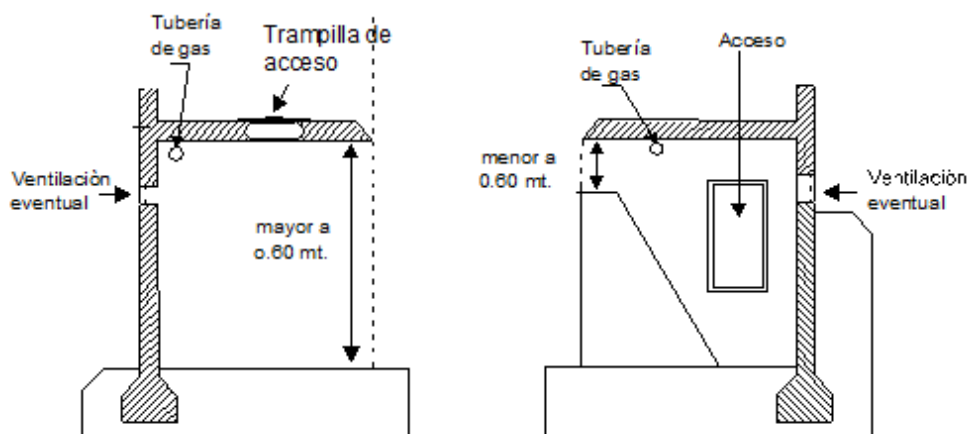 Tubería
de gas
Trampilla de
acceso
Ventilación
eventual
mayor a
o.60 mt.
Tubería
de gas
Acceso
menor a
0.60 mt.
Ventilación
eventual